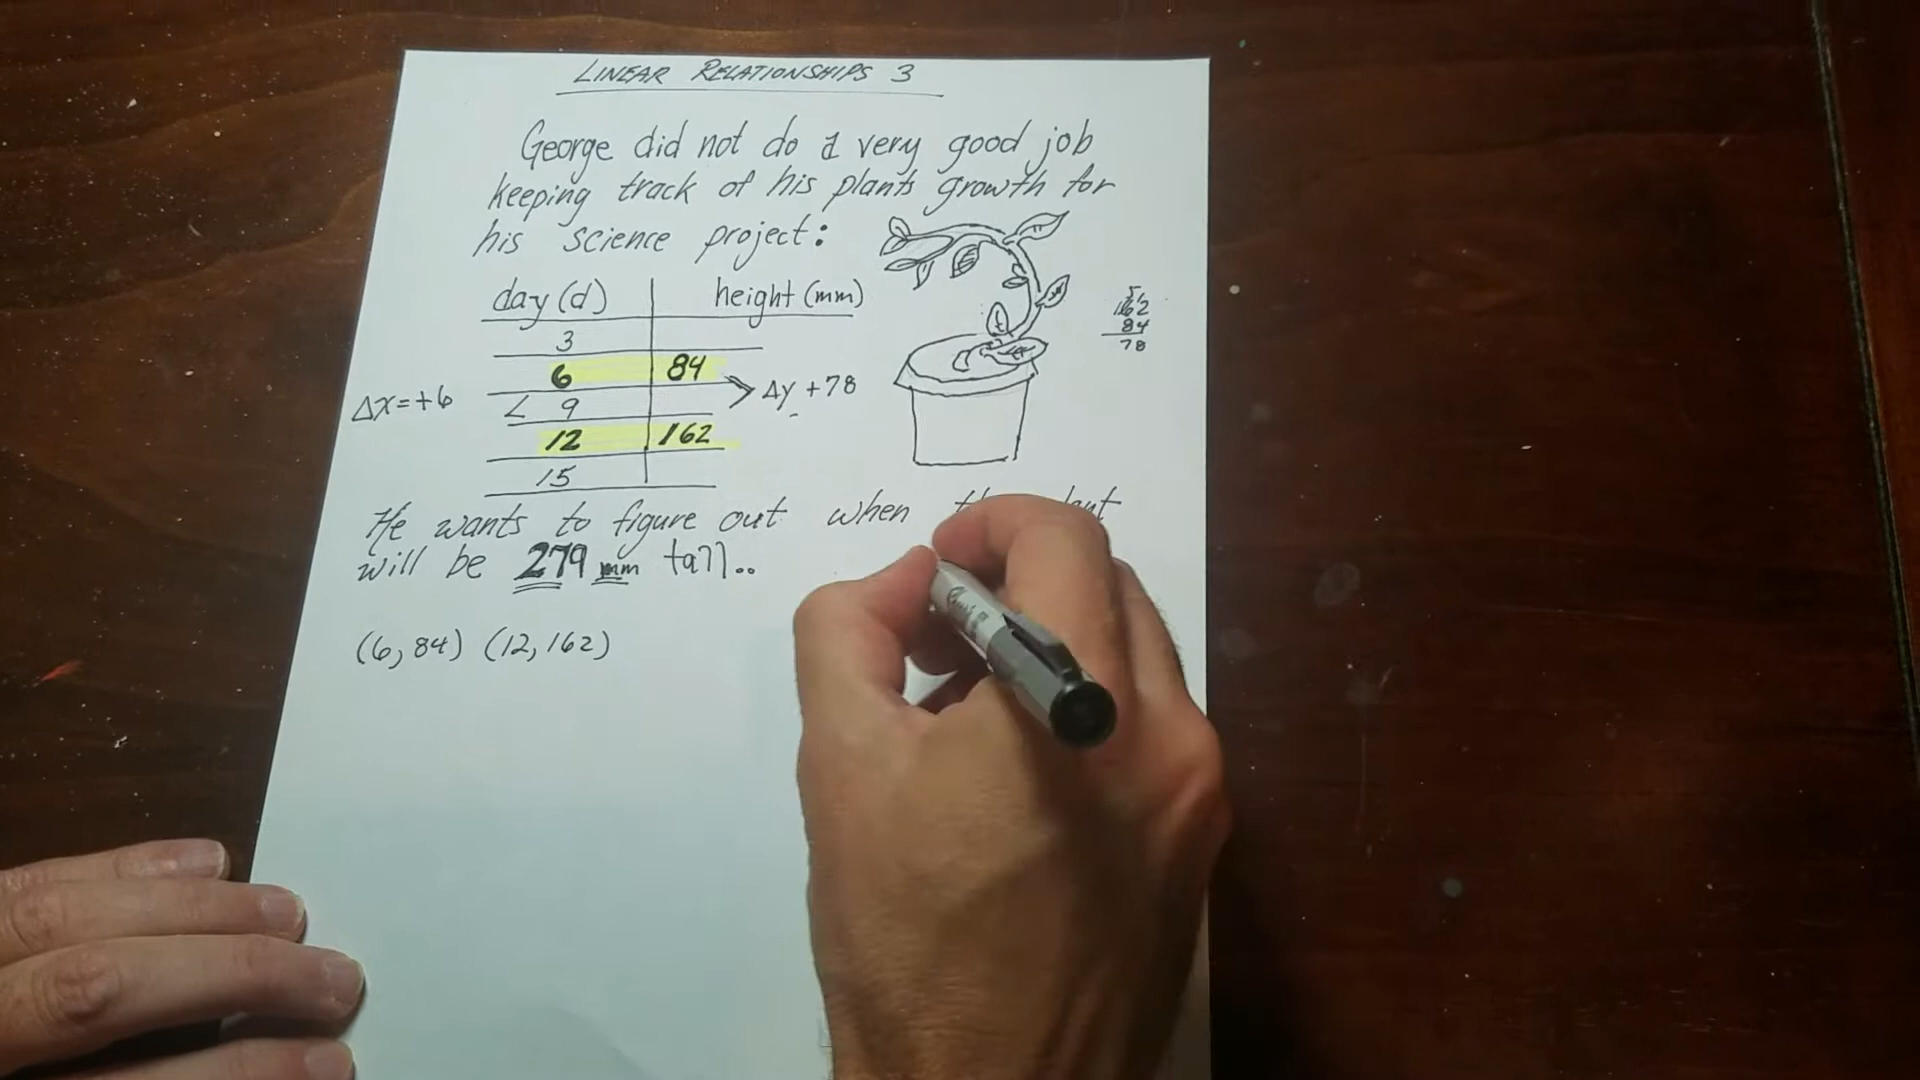 LINEAR RELATIONSHIPS 3
George did not do a very good job
keeping track of his plants growth for
his science project:
day (d) height (mm)
3
6 84
Δx=+6 < 9 > Δy +78
12 162
15
162
84
78
He wants to figure out when
will be 279 mm tall..
(6,84) (12,162)